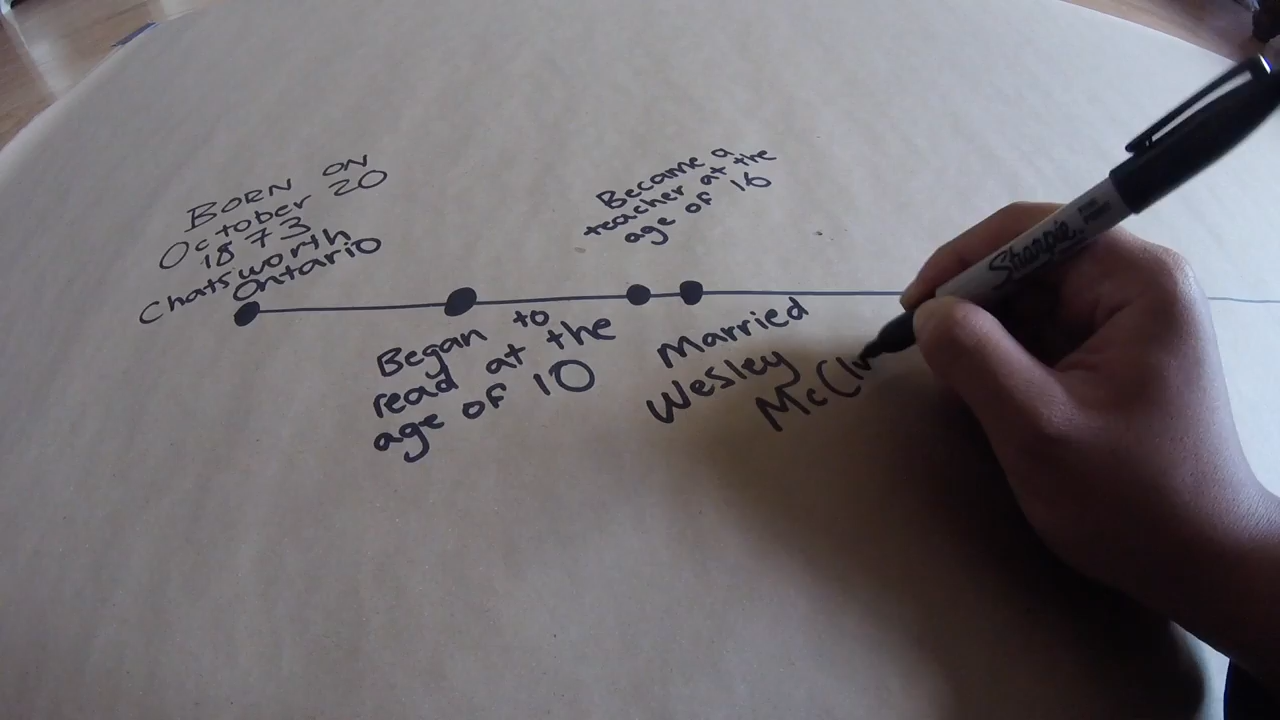 BORN ON
October 20
1873
Chatsworth
Ontario
Began to
read at the
age of 10
Became a
teacher at the
age of 16
Married
Wesley
Sharpie